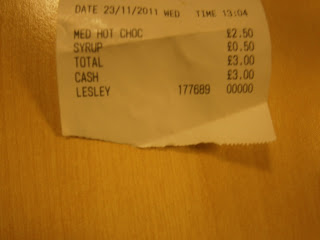 DATE 23/11/2011 WED TIME 13:04
MED HOT CHOC £2.50
SYRUP £0.50
TOTAL £3.00
CASH £3.00
LESLEY 177689 00000